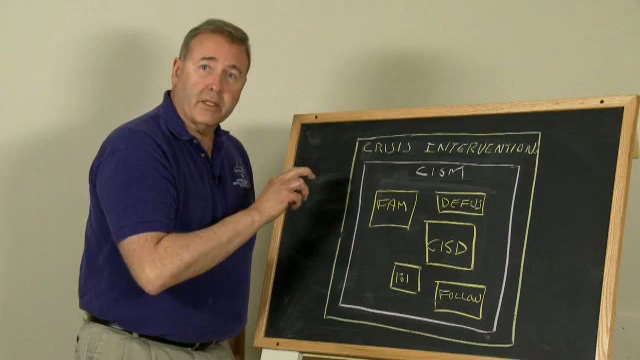 CRISIS INTERVENTION
CISM
FAM
DEFUS
CISD
1:1
FOLLOW